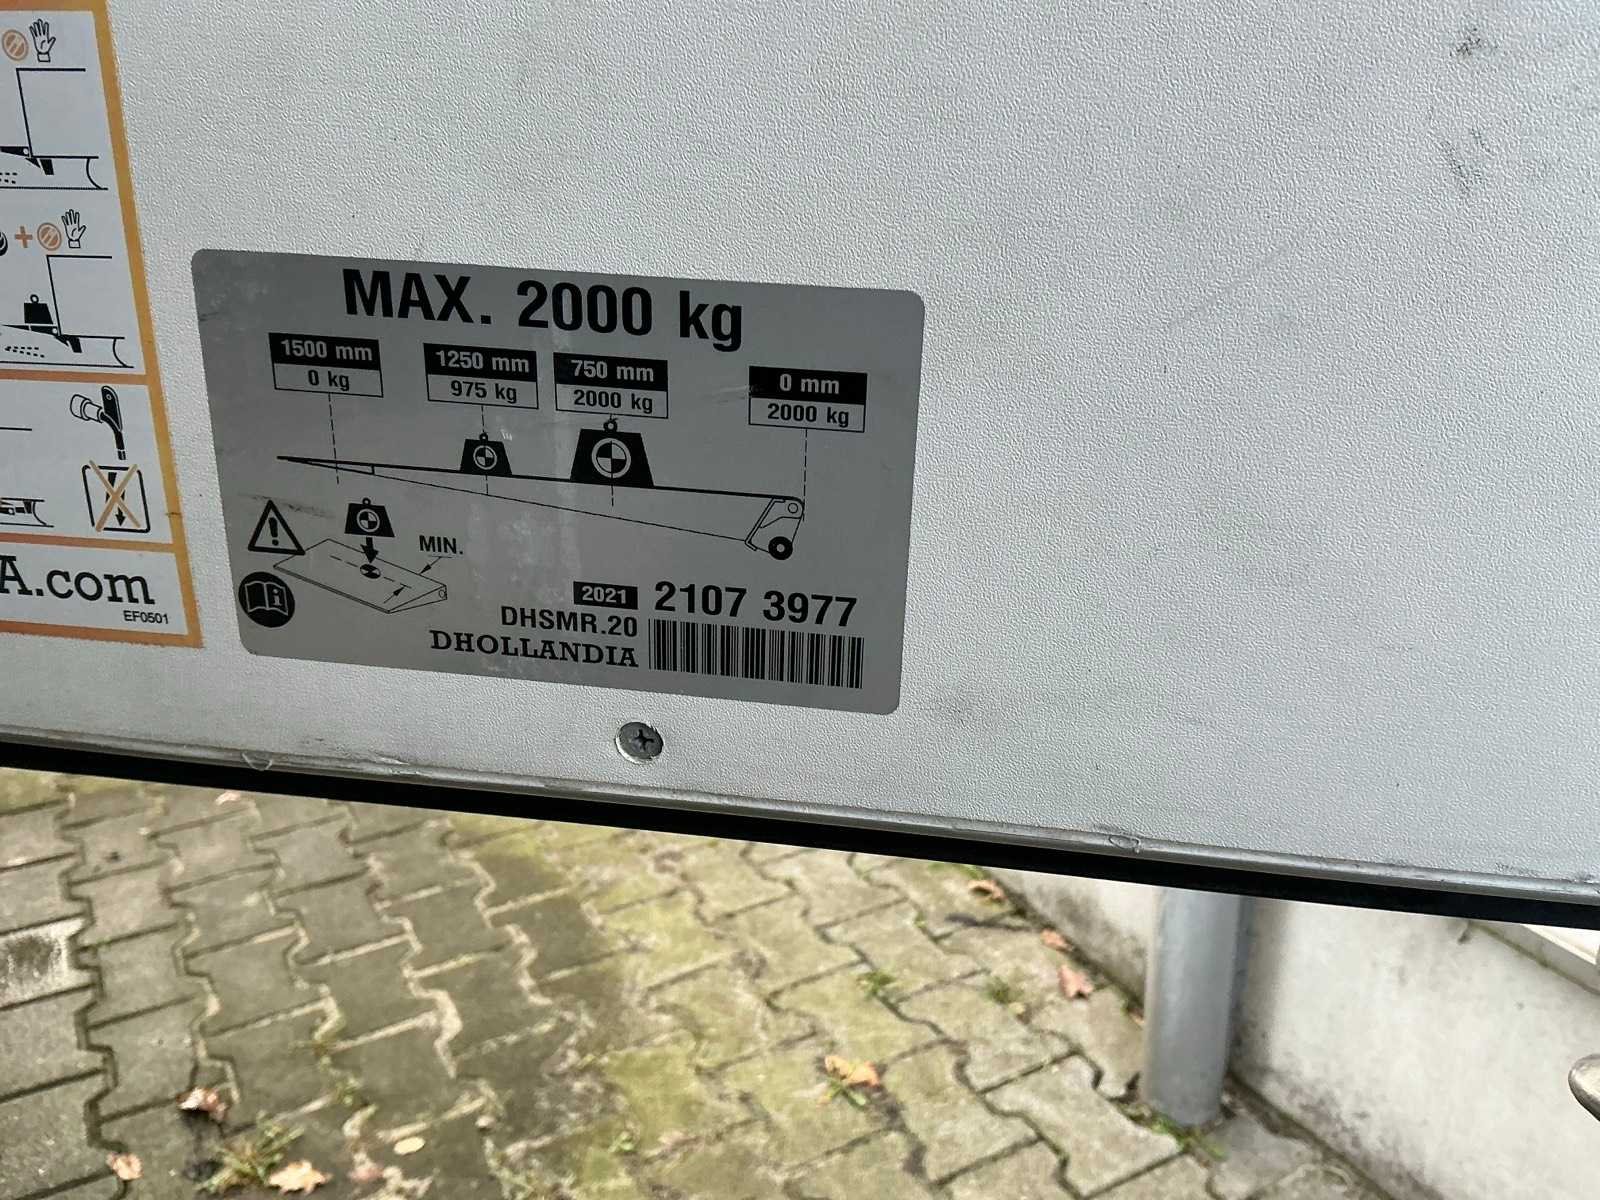 MAX. 2000 kg
1500 mm
0 kg
1250 mm
975 kg
750 mm
2000 kg
0 mm
2000 kg
MIN.
2021 2107 3977
DHSMR.20
DHOLLANDIA
A.com
EF0501